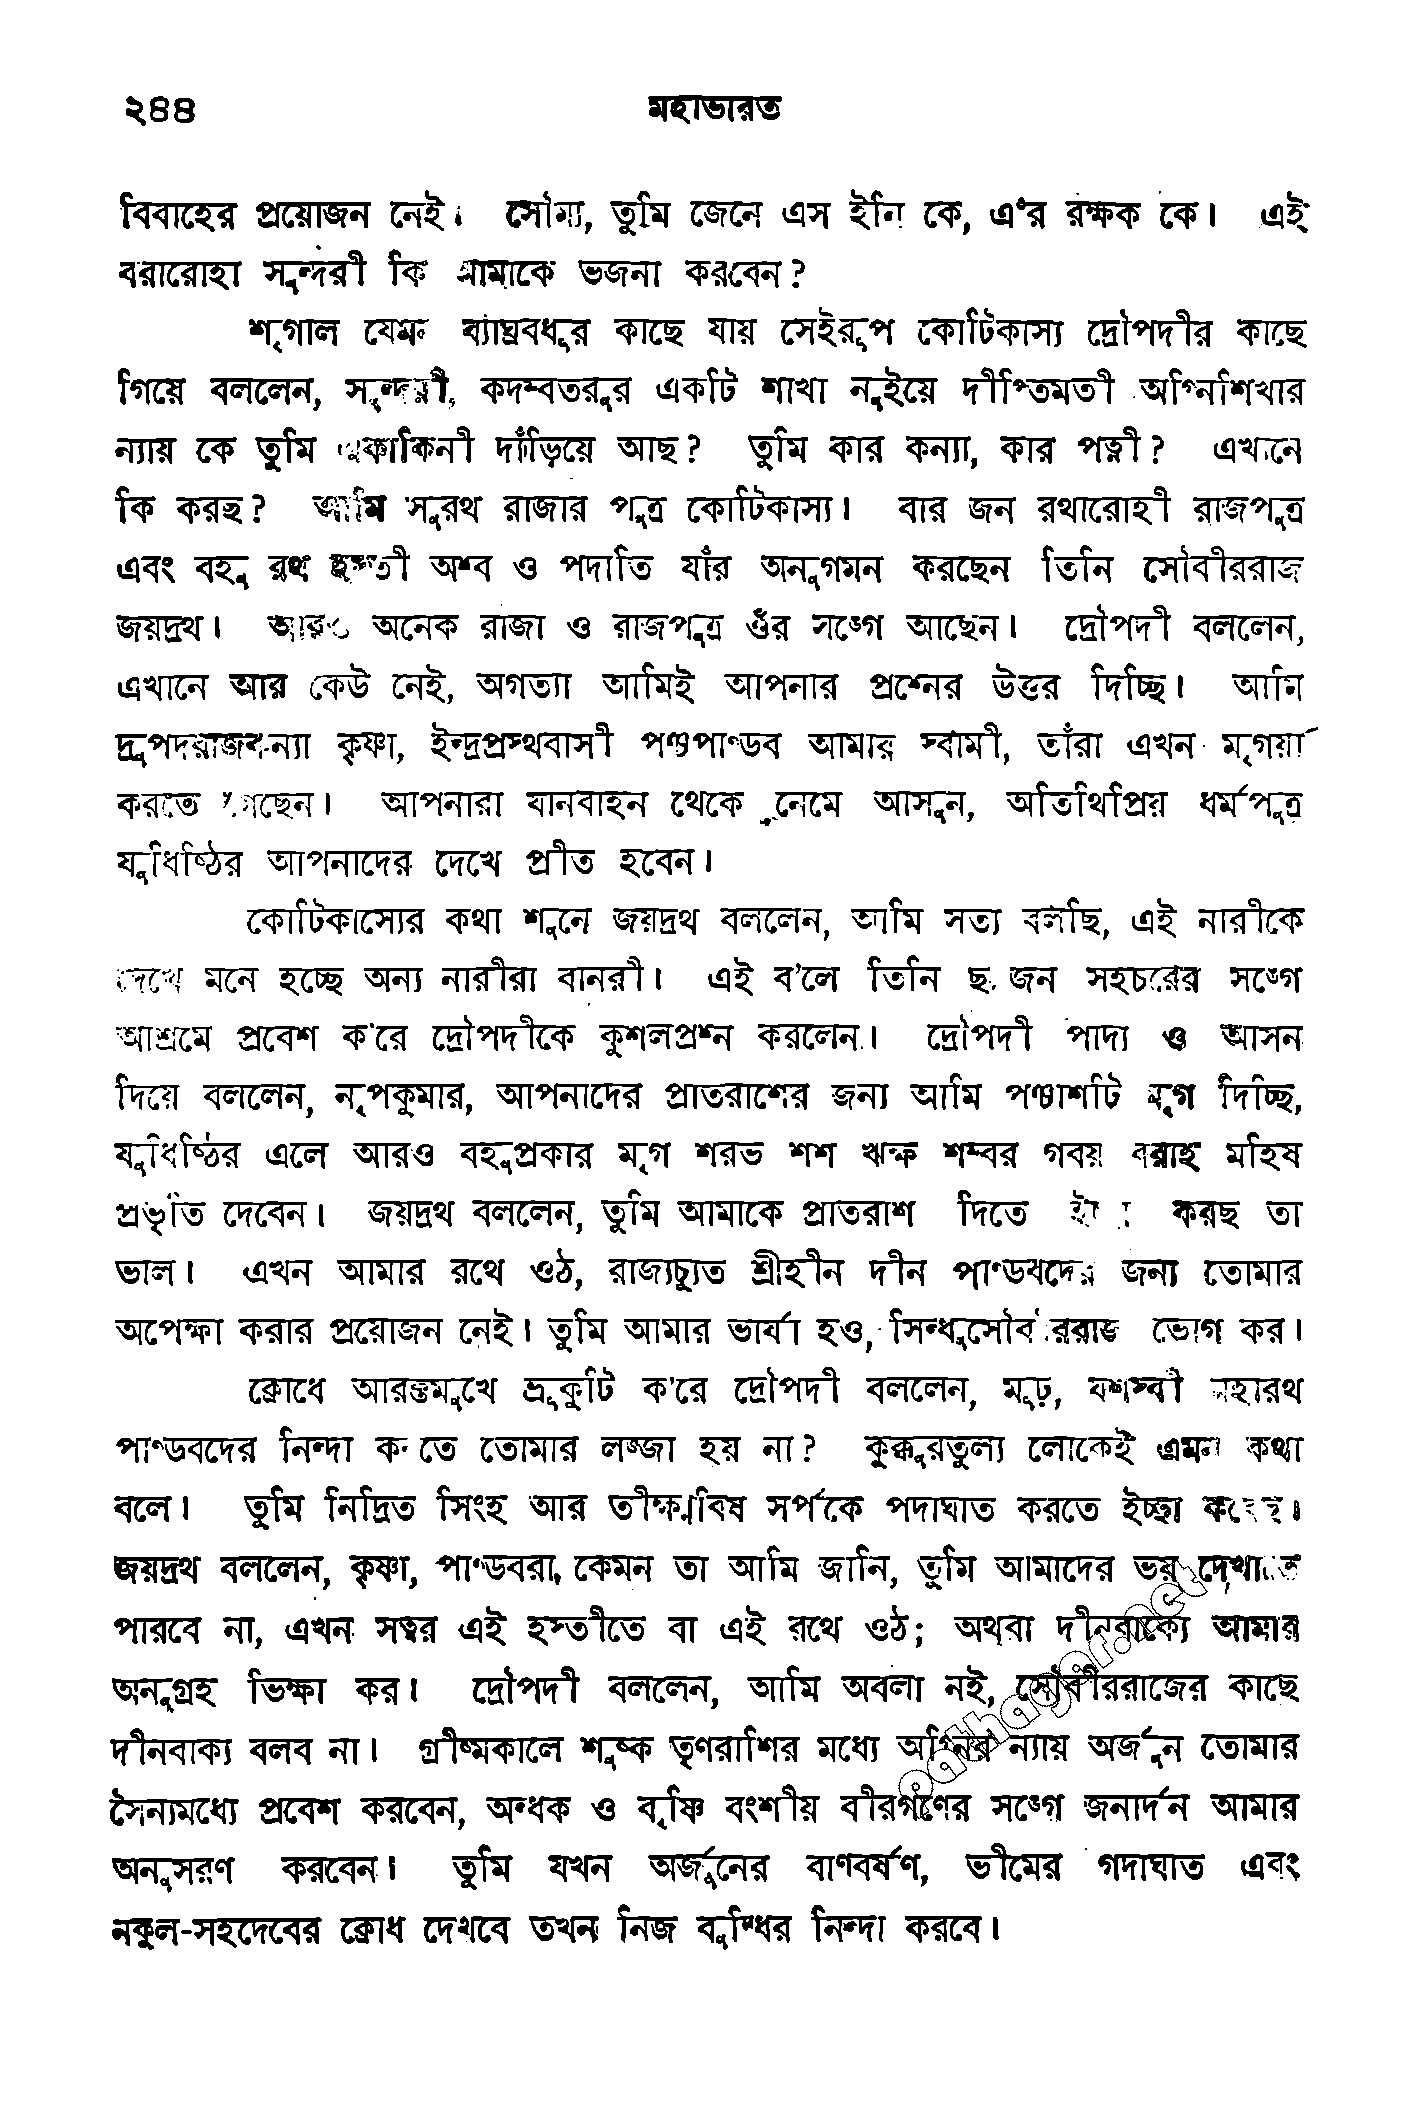 ২৪৪ মহাভারত
বিবাহের প্রয়োজন নেই। সৌম্য, তুমি জেনে এস ইনি কে, এ'র রক্ষক কে। এই
বরারোহা সুন্দরী কি আমাকে ভজনা করবেন?
শৃগাল যেমন ব্যাঘ্রবধূর কাছে যায় সেইরূপ কোটিকাস্য দ্রৌপদীর কাছে
গিয়ে বললেন, সুন্দরী, কদম্বতরুর একটি শাখা নুইয়ে দীপ্তিমতী অগ্নিশিখার
ন্যায় কে তুমি একাকিনী দাঁড়িয়ে আছ? তুমি কার কন্যা, কার পত্নী? এখানে
কি করছ? আমি সুরথ রাজার পুত্র কোটিকাস্য। বার জন রথারোহী রাজপুত্র
এবং বহু রথ হস্তী অশ্ব ও পদাতি যাঁর অনুগমন করছেন তিনি সৌবীররাজ
জয়দ্রথ। আরও অনেক রাজা ও রাজপুত্র ওঁর সঙ্গে আছেন। দ্রৌপদী বললেন,
এখানে আর কেউ নেই, অগত্যা আমিই আপনার প্রশ্নের উত্তর দিচ্ছি। আমি
দ্রুপদরাজকন্যা কৃষ্ণা, ইন্দ্রপ্রস্থবাসী পঞ্চপাণ্ডব আমার স্বামী, তাঁরা এখন মৃগয়া
করতে গেছেন। আপনারা যানবাহন থেকে নেমে আসুন, অতিথিপ্রিয় ধর্মপুত্র
যুধিষ্ঠির আপনাদের দেখে প্রীত হবেন।
কোটিকাস্যের কথা শুনে জয়দ্রথ বললেন, আমি সত্য বলছি, এই নারীকে
দেখে মনে হচ্ছে অন্য নারীরা বানরী। এই ব'লে তিনি ছ জন সহচরের সঙ্গে
আশ্রমে প্রবেশ ক'রে দ্রৌপদীকে কুশলপ্রশ্ন করলেন। দ্রৌপদী পাদ্য ও আসন
দিয়ে বললেন, নৃপকুমার, আপনাদের প্রাতরাশের জন্য আমি পঞ্চাশটি মৃগ দিচ্ছি,
যুধিষ্ঠির এলে আরও বহুপ্রকার মৃগ শরভ শশ ঋক্ষ শম্বর গবয় বরাহ মহিষ
প্রভৃতি দেবেন। জয়দ্রথ বললেন, তুমি আমাকে প্রাতরাশ দিতে করছ তা
ভাল। এখন আমার রথে ওঠ, রাজ্যচ্যুত শ্রীহীন দীন পাণ্ডবদের জন্য তোমার
অপেক্ষা করার প্রয়োজন নেই। তুমি আমার ভার্যা হও, সিন্ধুসৌবীররাজ্য ভোগ কর।
ক্রোধে আরক্তমুখে ভ্রূকুটি ক'রে দ্রৌপদী বললেন, মূঢ়, যশস্বী মহারথ
পাণ্ডবদের নিন্দা করতে তোমার লজ্জা হয় না? কুক্কুরতুল্য লোকেই এমন কথা
বলে। তুমি নিদ্রিত সিংহ আর তীক্ষ্ণবিষ সর্পকে পদাঘাত করতে ইচ্ছা করেছ।
জয়দ্রথ বললেন, কৃষ্ণা, পাণ্ডবরা কেমন তা আমি জানি, তুমি আমাদের ভয় দেখাতে
পারবে না, এখন সত্বর এই হস্তীতে বা এই রথে ওঠ; অথবা দীনবাক্যে আমার
অনুগ্রহ ভিক্ষা কর। দ্রৌপদী বললেন, আমি অবলা নই, সৌবীররাজের কাছে
দীনবাক্য বলব না। গ্রীষ্মকালে শুষ্ক তৃণরাশির মধ্যে অগ্নির ন্যায় অর্জুন তোমার
সৈন্যমধ্যে প্রবেশ করবেন, অন্ধক ও বৃষ্ণি বংশীয় বীরগণের সঙ্গে জনার্দন আমার
অনুসরণ করবেন। তুমি যখন অর্জুনের বাণবর্ষণ, ভীমের গদাঘাত এবং
নকুল-সহদেবের ক্রোধ দেখবে তখন নিজ বুদ্ধির নিন্দা করবে।
pathagar.net